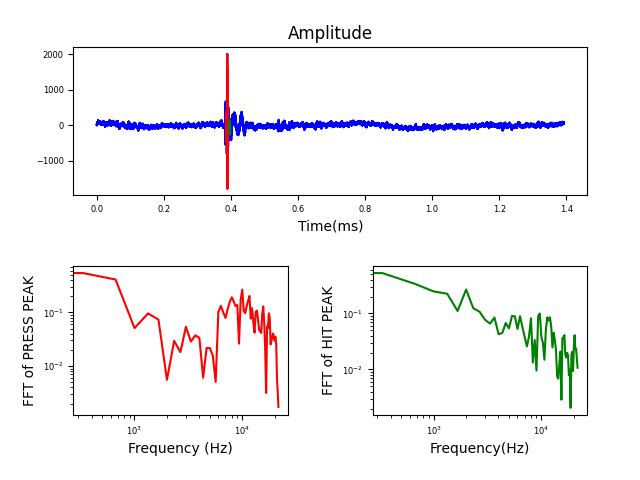 Amplitude
2000
1000
0
−1000
0.0 0.2 0.4 0.6 0.8 1.0 1.2 1.4
Time(ms)
FFT of PRESS PEAK
10⁻¹
10⁻²
10³ 10⁴
Frequency (Hz)
FFT of HIT PEAK
10⁻¹
10⁻²
10³ 10⁴
Frequency(Hz)